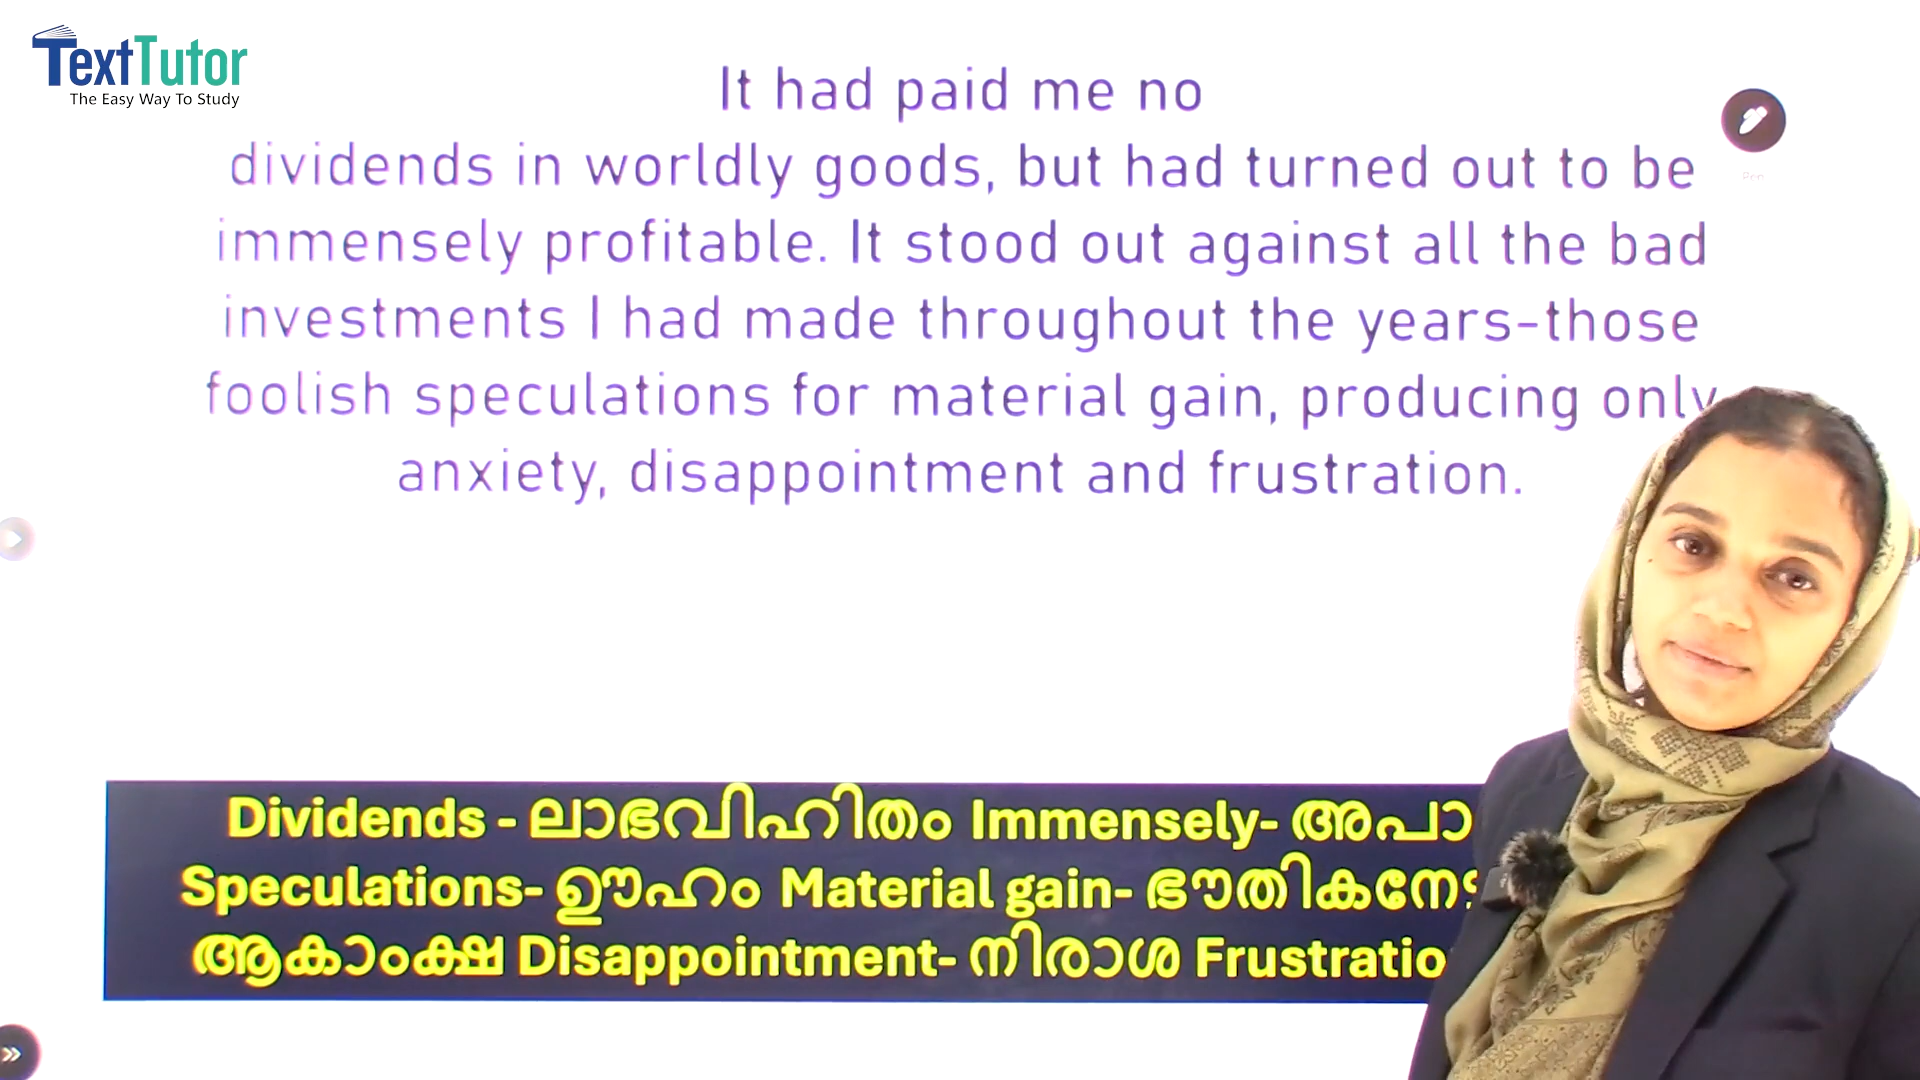 TextTutor
The Easy Way To Study
It had paid me no
dividends in worldly goods, but had turned out to be
immensely profitable. It stood out against all the bad
investments I had made throughout the years-those
foolish speculations for material gain, producing only
anxiety, disappointment and frustration.
Pen
Dividends - ലാഭവിഹിതം Immensely-
Speculations- ഊഹം Material gain-
ആകാംക്ഷ Disappointment- നിരാശ